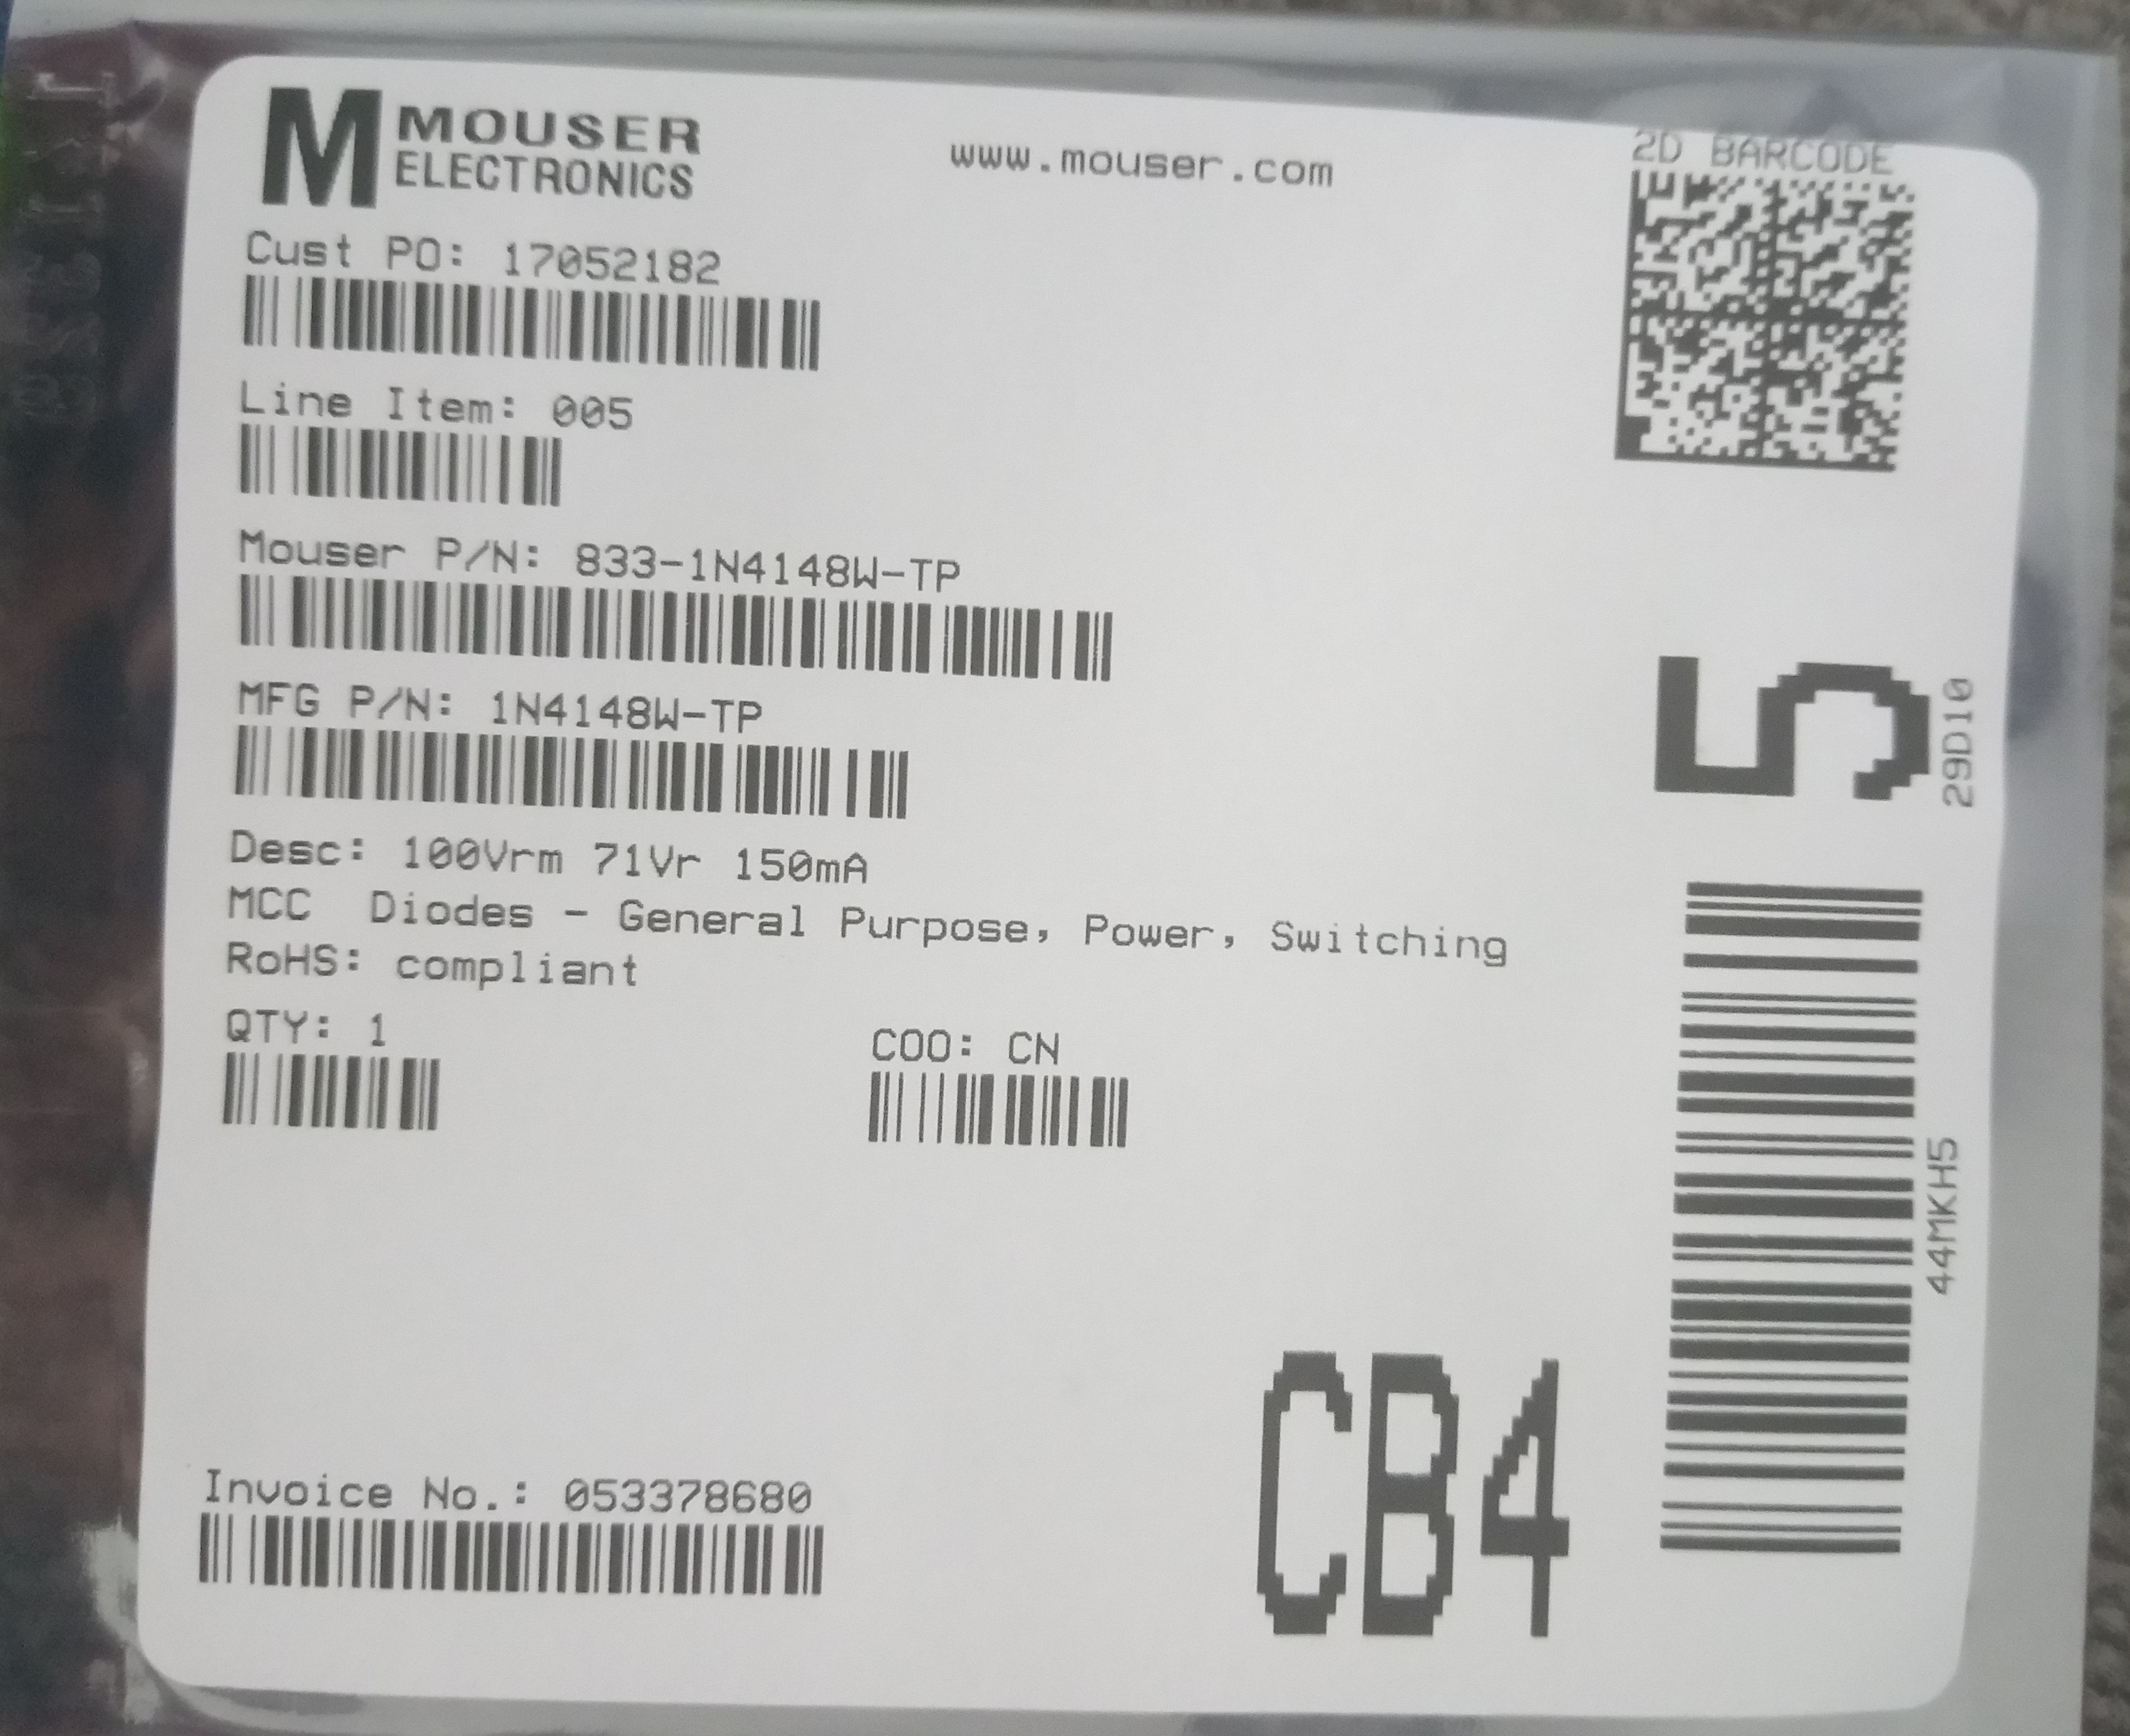 M MOUSER
ELECTRONICS
www.mouser.com
2D BARCODE
Cust PO: 17052182
Line Item: 005
Mouser P/N: 833-1N4148W-TP
MFG P/N: 1N4148W-TP
5
29D10
Desc: 100Vrm 71Vr 150mA
MCC Diodes - General Purpose, Power, Switching
RoHS: compliant
QTY: 1
COO: CN
44MKH5
CB4
Invoice No.: 053378680